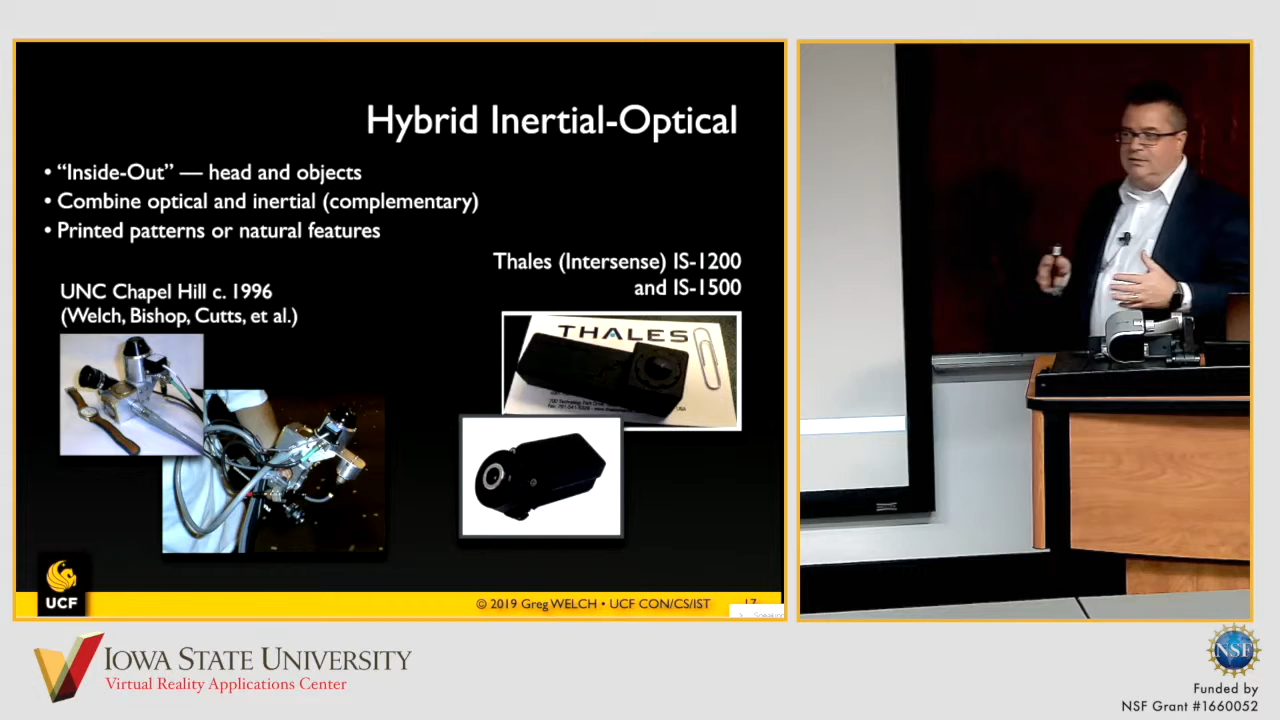 Hybrid Inertial-Optical
• “Inside-Out” — head and objects
• Combine optical and inertial (complementary)
• Printed patterns or natural features
Thales (Intersense) IS-1200
and IS-1500
UNC Chapel Hill c. 1996
(Welch, Bishop, Cutts, et al.)
THALES
UCF
© 2019 Greg WELCH • UCF CON/CS/IST
17
IOWA STATE UNIVERSITY
Virtual Reality Applications Center
NSF
Funded by
NSF Grant #1660052